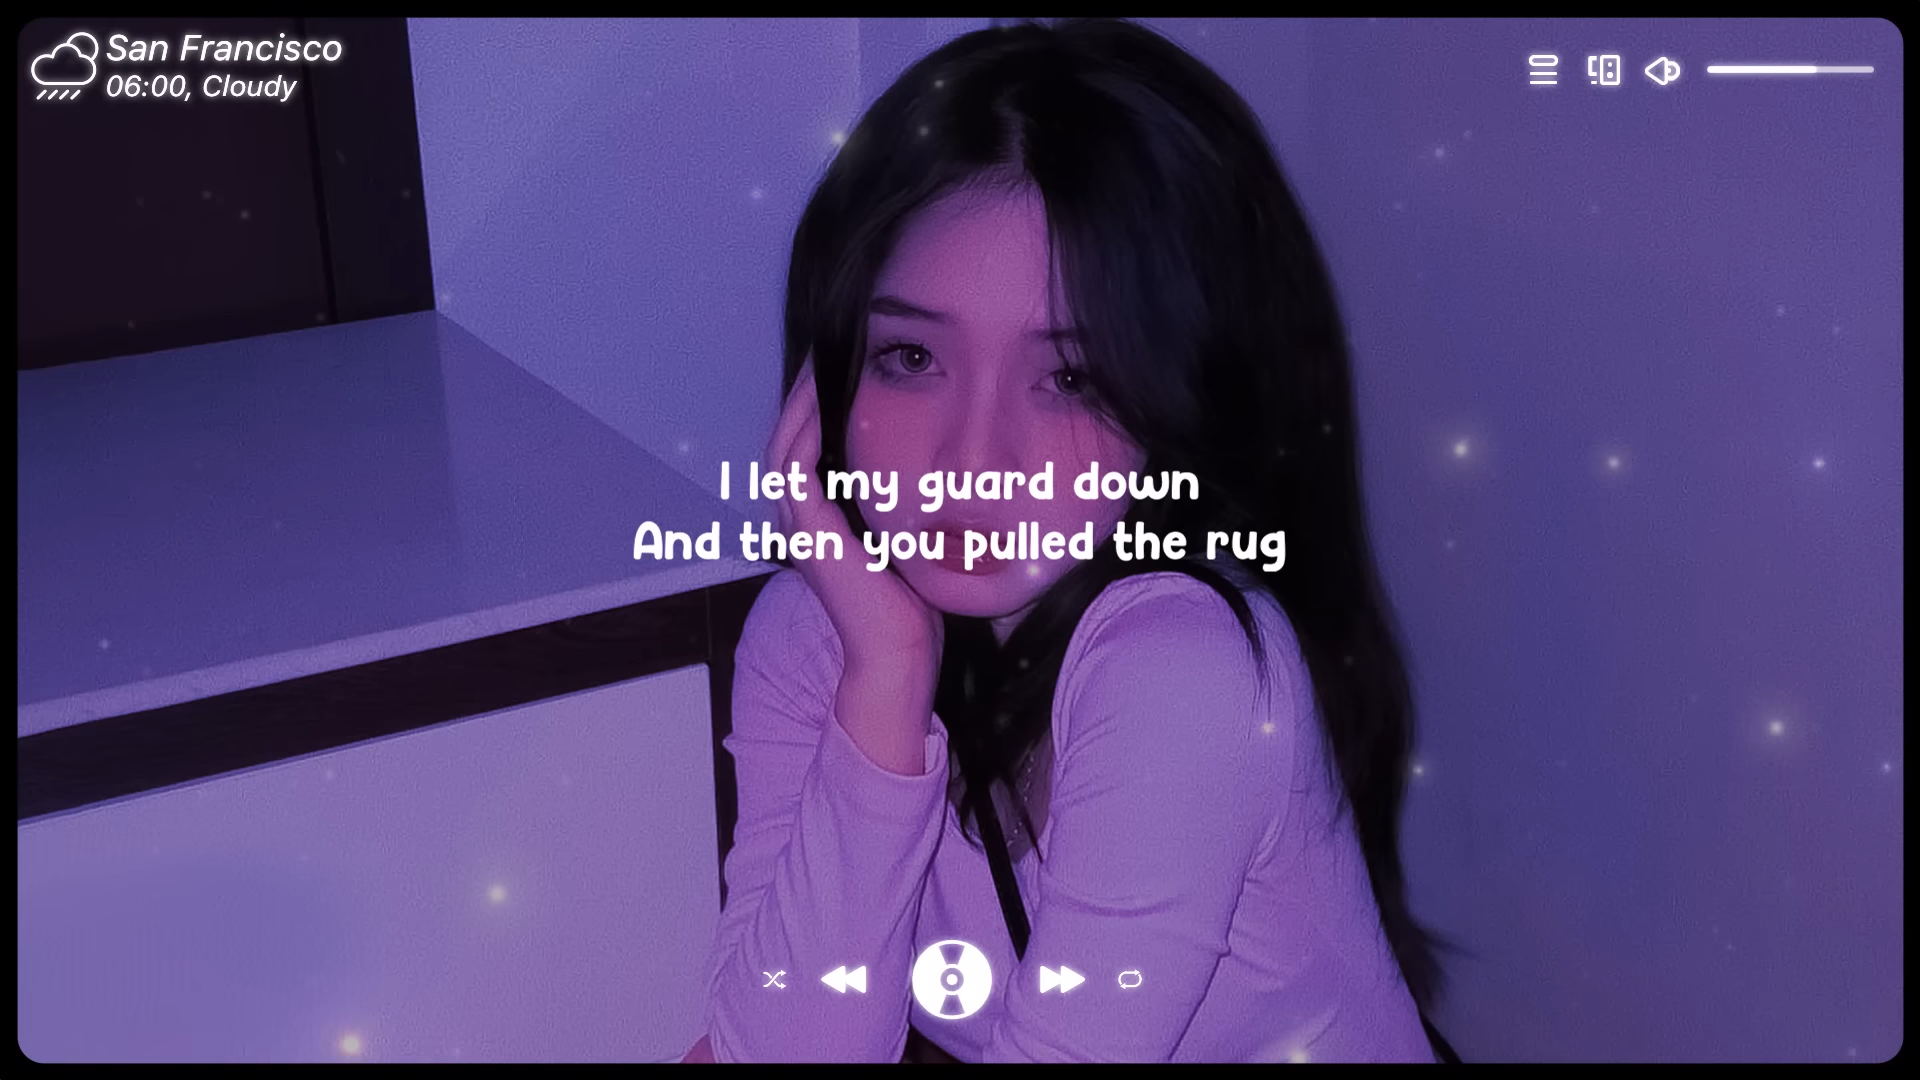 San Francisco
06:00, Cloudy
I let my guard down
And then you pulled the rug